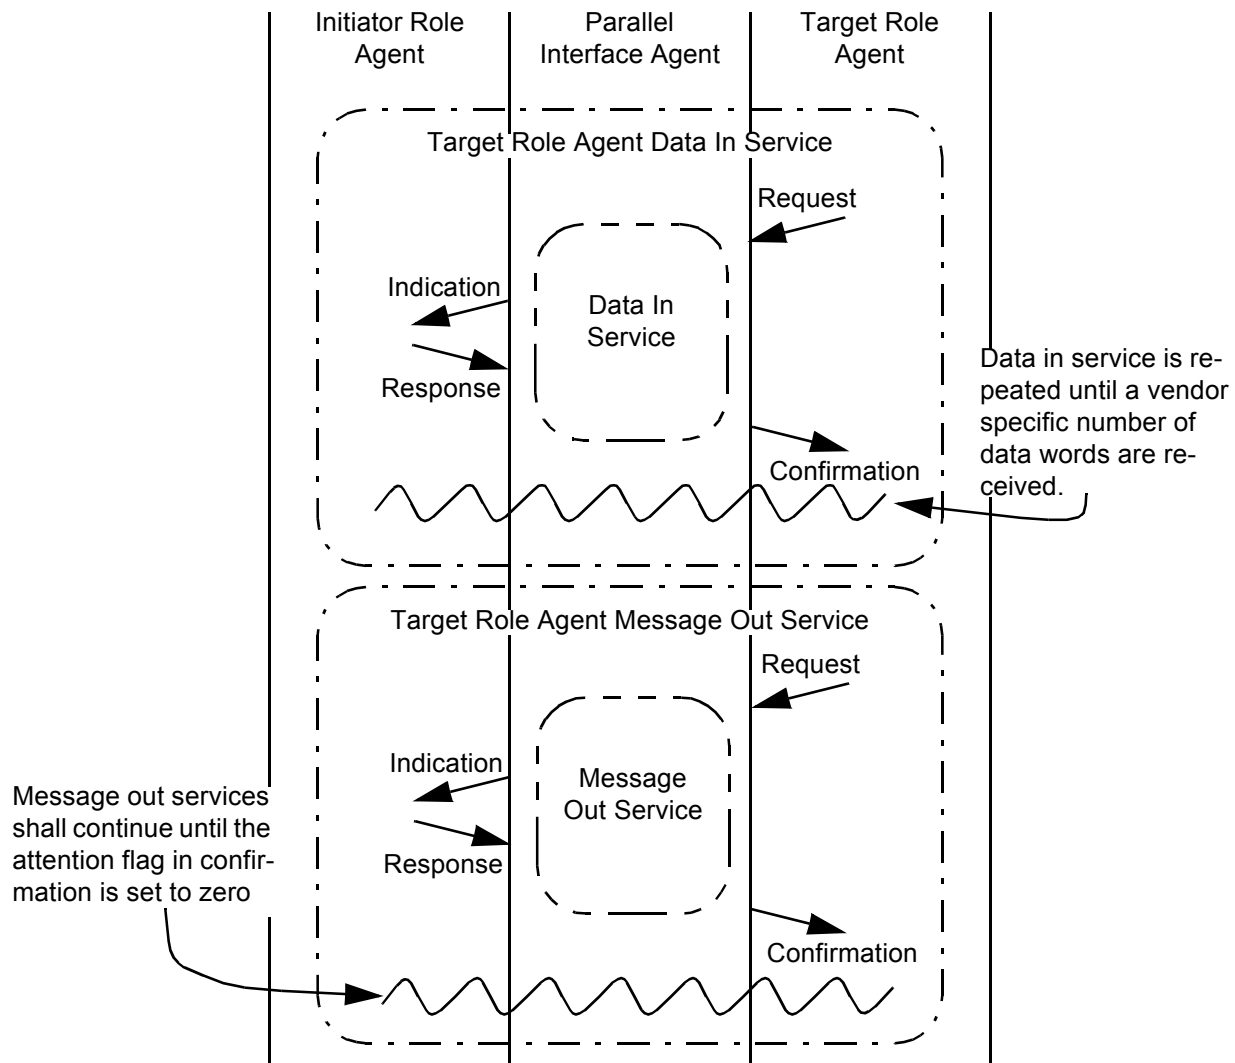 Initiator Role
Agent
Parallel
Interface Agent
Target Role
Agent
Target Role Agent Data In Service
Request
Indication
Data In
Service
Response
Confirmation
Data in service is re-
peated until a vendor
specific number of
data words are re-
ceived.
Target Role Agent Message Out Service
Request
Indication
Message
Out Service
Response
Confirmation
Message out services
shall continue until the
attention flag in confir-
mation is set to zero